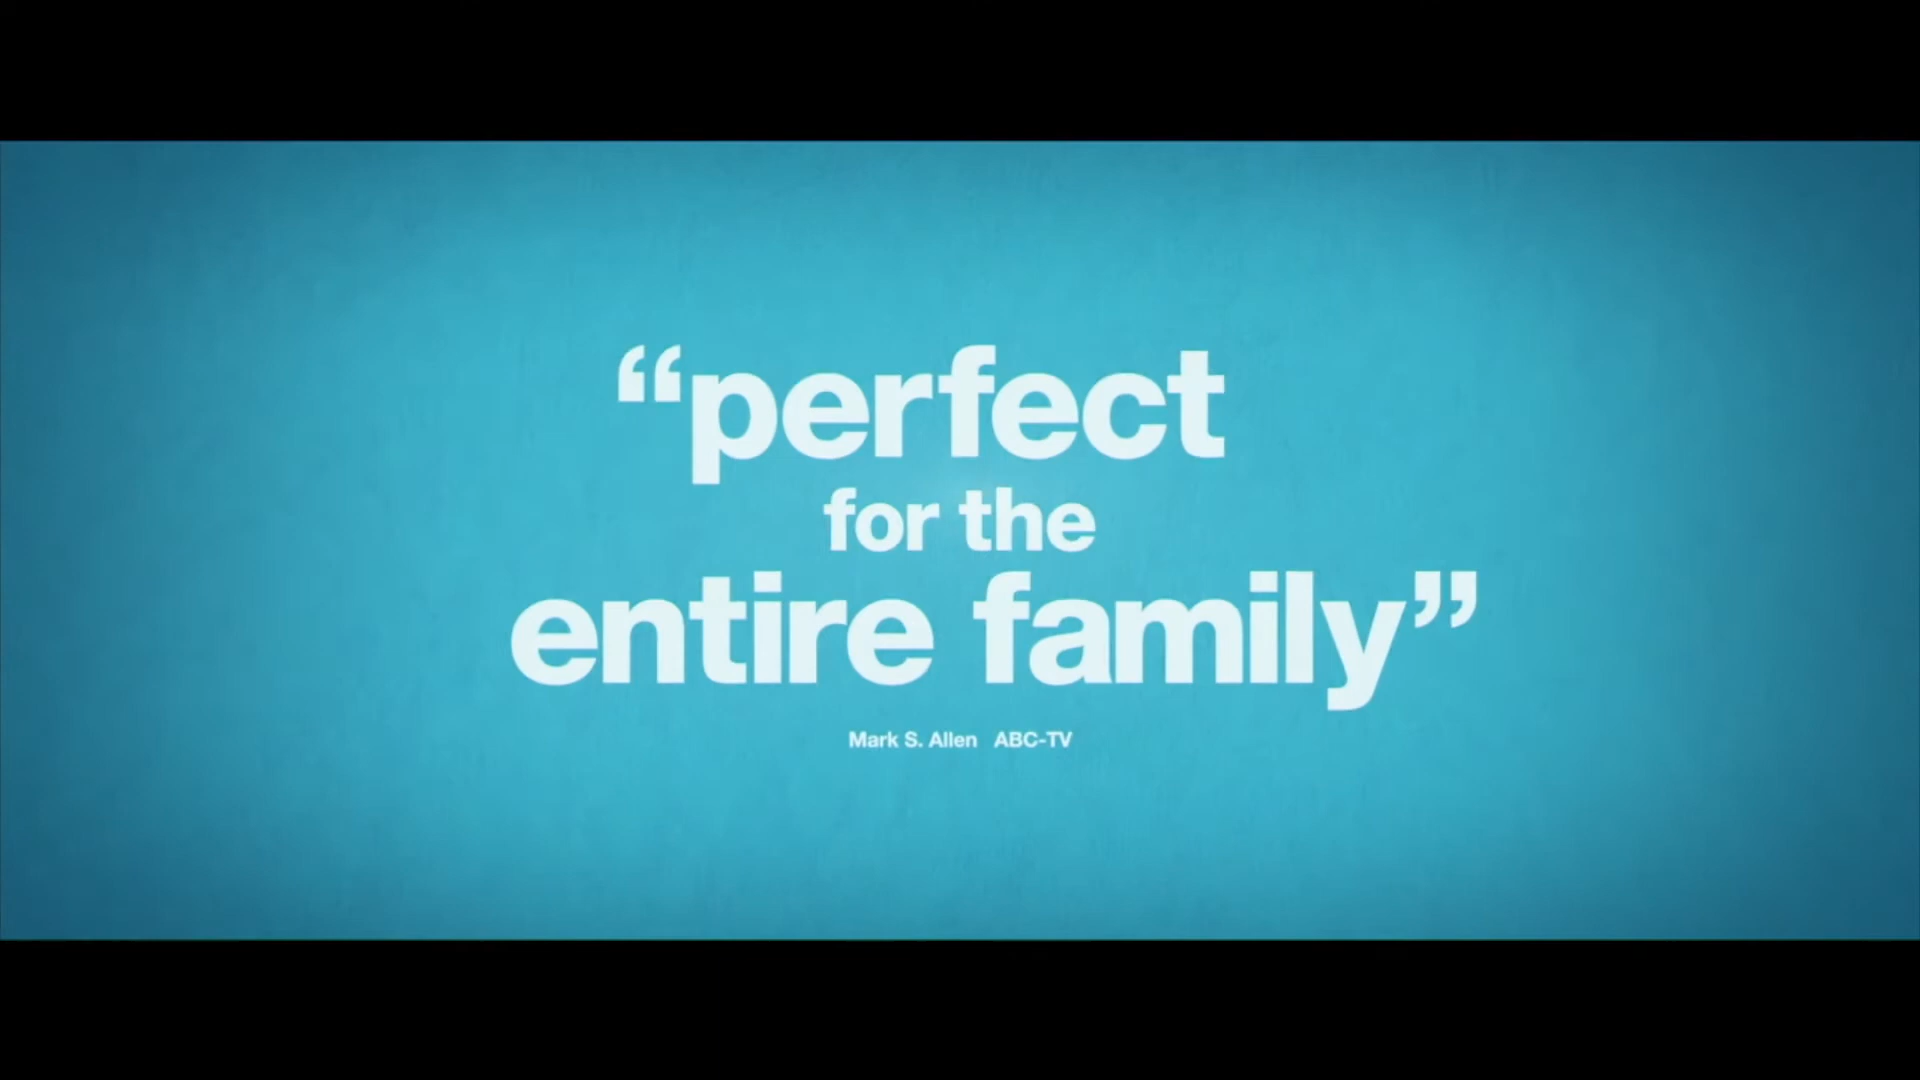 “perfect
for the
entire family”
Mark S. Allen ABC-TV